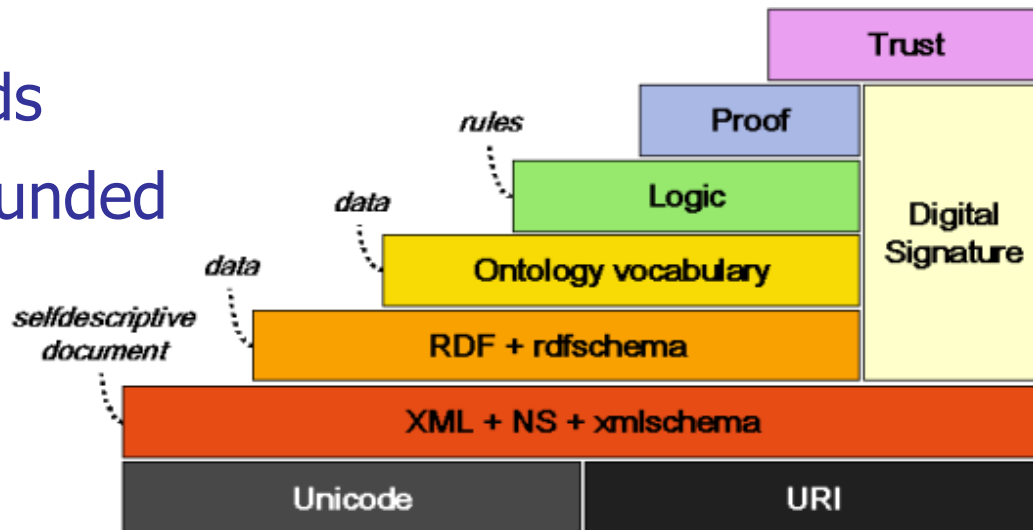 ds
unded
Trust
Proof
rules
Logic
Digital
Signature
data
Ontology vocabulary
data
RDF + rdfschema
selfdescriptive
document
XML + NS + xmlschema
Unicode
URI